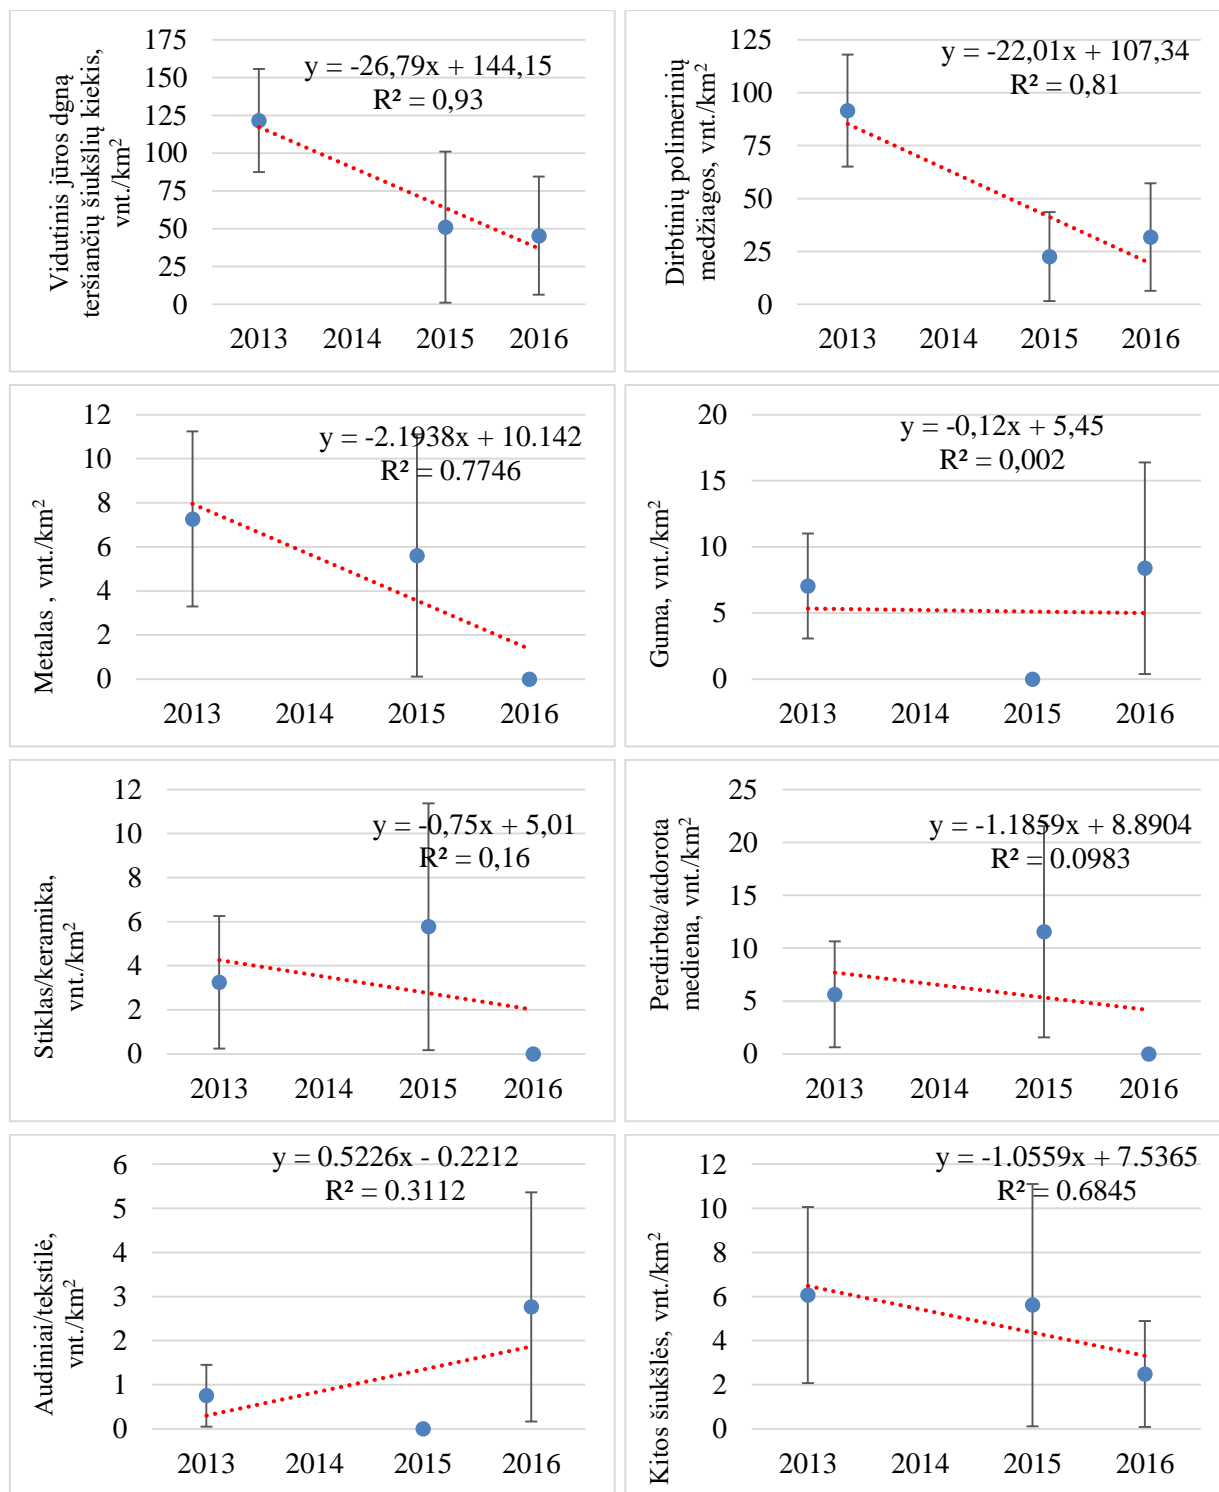 Vidutinis jūros dgną
teršiančių šiukšlių kiekis,
vnt./km²
175
150
125
100
75
50
25
0
y = -26,79x + 144,15
R² = 0,93
2013 2014 2015 2016
Dirbtinių polimerinių
medžiagos, vnt./km²
125
100
75
50
25
0
y = -22,01x + 107,34
R² = 0,81
2013 2014 2015 2016
Metalas , vnt./km²
12
10
8
6
4
2
0
y = -2.1938x + 10.142
R² = 0.7746
2013 2014 2015 2016
Guma, vnt./km²
20
15
10
5
0
y = -0,12x + 5,45
R² = 0,002
2013 2014 2015 2016
Stiklas/keramika,
vnt./km²
12
10
8
6
4
2
0
y = -0,75x + 5,01
R² = 0,16
2013 2014 2015 2016
Perdirbta/atdorota
mediena, vnt./km²
25
20
15
10
5
0
y = -1.1859x + 8.8904
R² = 0.0983
2013 2014 2015 2016
Audiniai/tekstilė,
vnt./km²
6
5
4
3
2
1
0
y = 0.5226x - 0.2212
R² = 0.3112
2013 2014 2015 2016
Kitos šiukšlės, vnt./km²
12
10
8
6
4
2
0
y = -1.0559x + 7.5365
R² = 0.6845
2013 2014 2015 2016